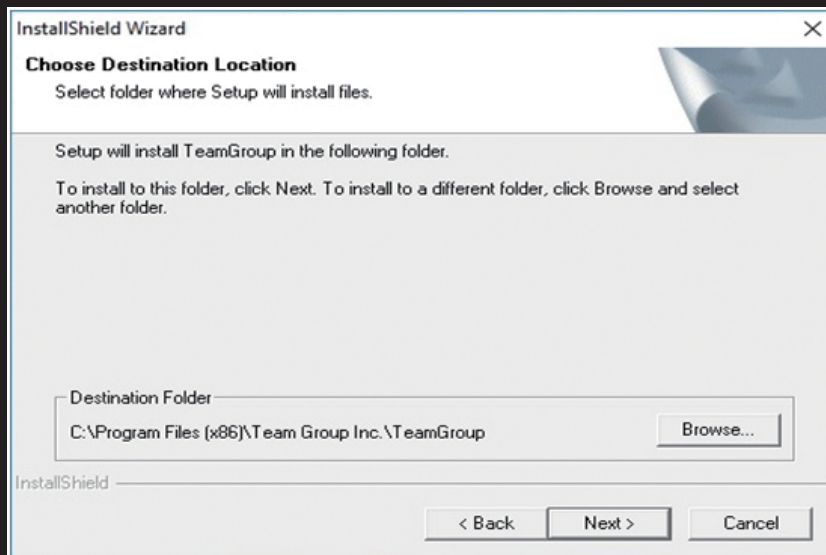 InstallShield Wizard
Choose Destination Location
Select folder where Setup will install files.
Setup will install TeamGroup in the following folder.
To install to this folder, click Next. To install to a different folder, click Browse and select
another folder.
Destination Folder
C:\Program Files (x86)\Team Group Inc.\TeamGroup
Browse...
InstallShield
< Back
Next >
Cancel